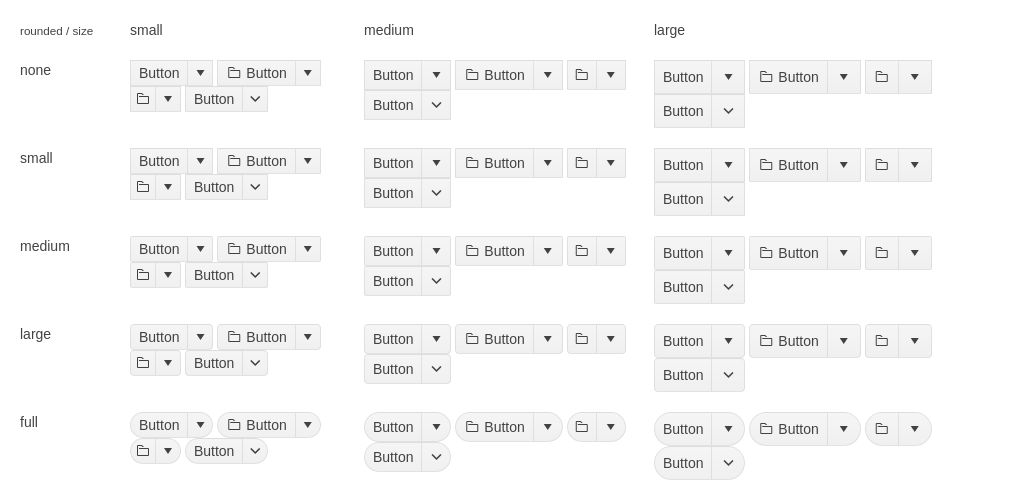 rounded / size small medium large
none Button Button Button Button Button Button
Button Button Button
small Button Button Button Button Button Button
Button Button Button
medium Button Button Button Button Button Button
Button Button Button
large Button Button Button Button Button Button
Button Button Button
full Button Button Button Button Button Button
Button Button Button